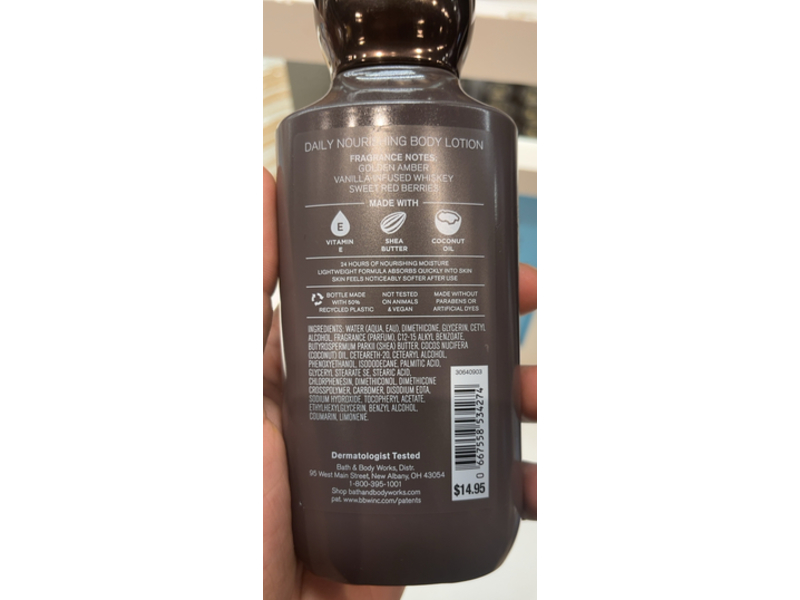 DAILY NOURISHING BODY LOTION
FRAGRANCE NOTES:
GOLDEN AMBER
VANILLA-INFUSED WHISKEY
SWEET RED BERRIES
MADE WITH
E
VITAMIN
E
SHEA
BUTTER
COCONUT
OIL
24 HOURS OF NOURISHING MOISTURE
LIGHTWEIGHT FORMULA ABSORBS QUICKLY INTO SKIN
SKIN FEELS NOTICEABLY SOFTER AFTER USE
BOTTLE MADE
WITH 50%
RECYCLED PLASTIC
NOT TESTED
ON ANIMALS
& VEGAN
MADE WITHOUT
PARABENS OR
ARTIFICIAL DYES
INGREDIENTS: WATER (AQUA, EAU), DIMETHICONE, GLYCERIN, CETYL
ALCOHOL, FRAGRANCE (PARFUM), C12-15 ALKYL BENZOATE,
BUTYROSPERMUM PARKII (SHEA) BUTTER, COCOS NUCIFERA
(COCONUT) OIL, CETEARETH-20, CETEARYL ALCOHOL,
PHENOXYETHANOL, ISODODECANE, PALMITIC ACID,
GLYCERYL STEARATE SE, STEARIC ACID,
CHLORPHENESIN, DIMETHICONOL, DIMETHICONE
CROSSPOLYMER, CARBOMER, DISODIUM EDTA,
SODIUM HYDROXIDE, TOCOPHERYL ACETATE,
ETHYLHEXYLGLYCERIN, BENZYL ALCOHOL,
COUMARIN, LIMONENE.
30640903
0 667558 534274
$14.95
Dermatologist Tested
Bath & Body Works, Distr.
95 West Main Street, New Albany, OH 43054
1-800-395-1001
Shop bathandbodyworks.com
pat. www.bbwinc.com/patents